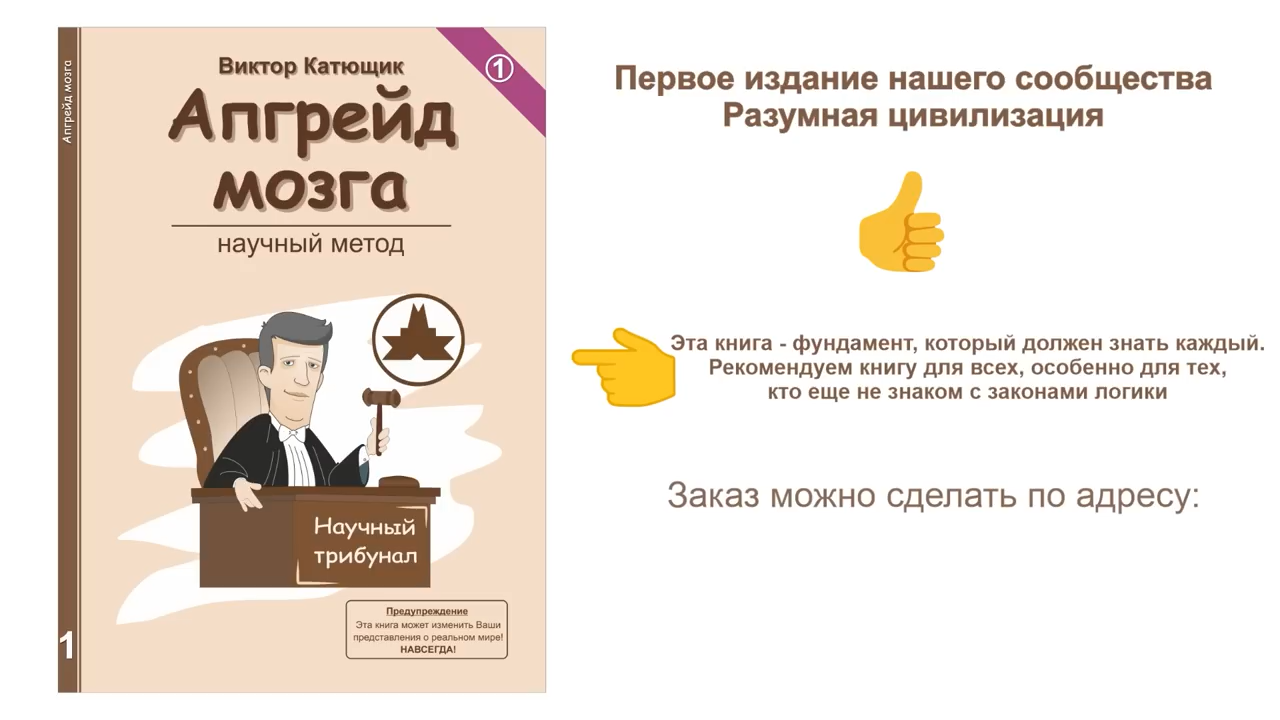 Апгрейд мозга
Виктор Катющик
1
Апгрейд
мозга
научный метод
Научный
трибунал
Предупреждение
Эта книга может изменить Ваши
представления о реальном мире!
НАВСЕГДА!
1
Первое издание нашего сообщества
Разумная цивилизация
Эта книга - фундамент, который должен знать каждый.
Рекомендуем книгу для всех, особенно для тех,
кто еще не знаком с законами логики
Заказ можно сделать по адресу: